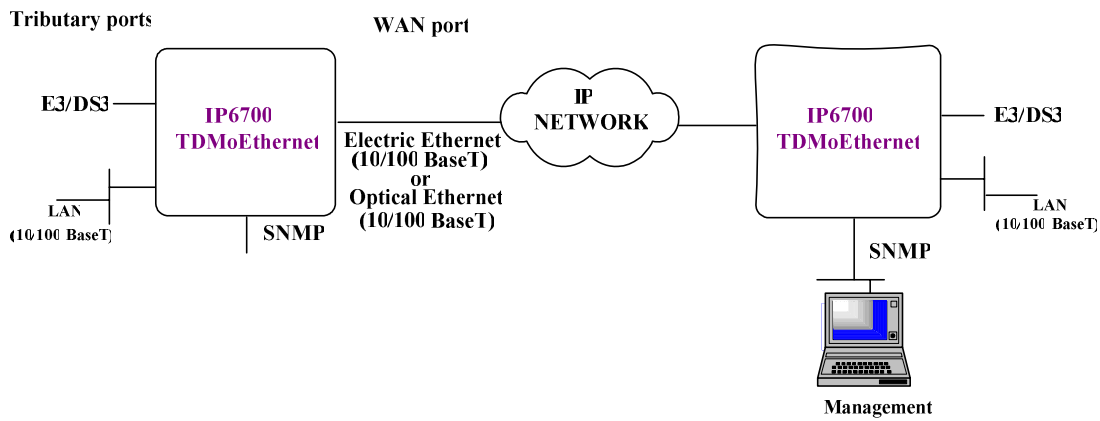 Tributary ports
WAN port
E3/DS3
IP6700
TDMoEthernet
LAN
(10/100 BaseT)
SNMP
Electric Ethernet
(10/100 BaseT)
or
Optical Ethernet
(10/100 BaseT)
IP
NETWORK
IP6700
TDMoEthernet
E3/DS3
LAN
(10/100 BaseT)
SNMP
Management